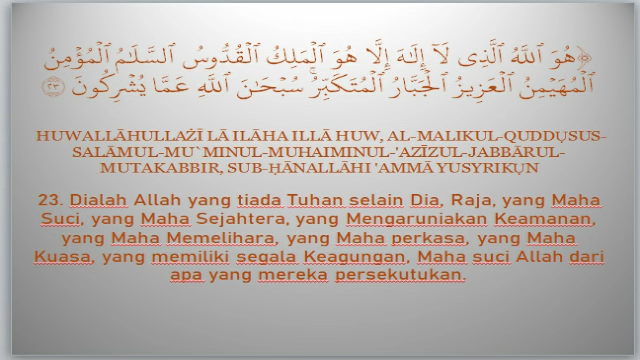 ﴿هُوَ ٱللَّهُ ٱلَّذِى لَآ إِلَٰهَ إِلَّا هُوَ ٱلْمَلِكُ ٱلْقُدُّوسُ ٱلسَّلَٰمُ ٱلْمُؤْمِنُ
ٱلْمُهَيْمِنُ ٱلْعَزِيزُ ٱلْجَبَّارُ ٱلْمُتَكَبِّرُ ۚ سُبْحَٰنَ ٱللَّهِ عَمَّا يُشْرِكُونَ ۝٢٣
HUWALLĀHULLAŻĪ LĀ ILĀHA ILLĀ HUW, AL-MALIKUL-QUDDỤSUS-
SALĀMUL-MU`MINUL-MUHAIMINUL-'AZĪZUL-JABBĀRUL-
MUTAKABBIR, SUB-ḤĀNALLĀHI 'AMMĀ YUSYRIKỤN
23. Dialah Allah yang tiada Tuhan selain Dia, Raja, yang Maha
Suci, yang Maha Sejahtera, yang Mengaruniakan Keamanan,
yang Maha Memelihara, yang Maha perkasa, yang Maha
Kuasa, yang memiliki segala Keagungan, Maha suci Allah dari
apa yang mereka persekutukan.